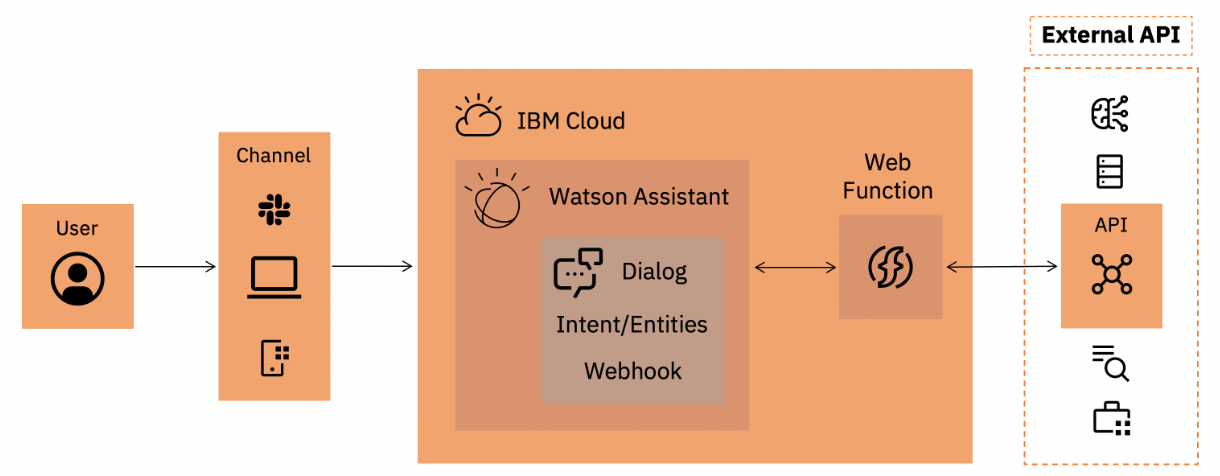 External API
IBM Cloud
Channel
Web
Function
Watson Assistant
User
API
Dialog
Intent/Entities
Webhook